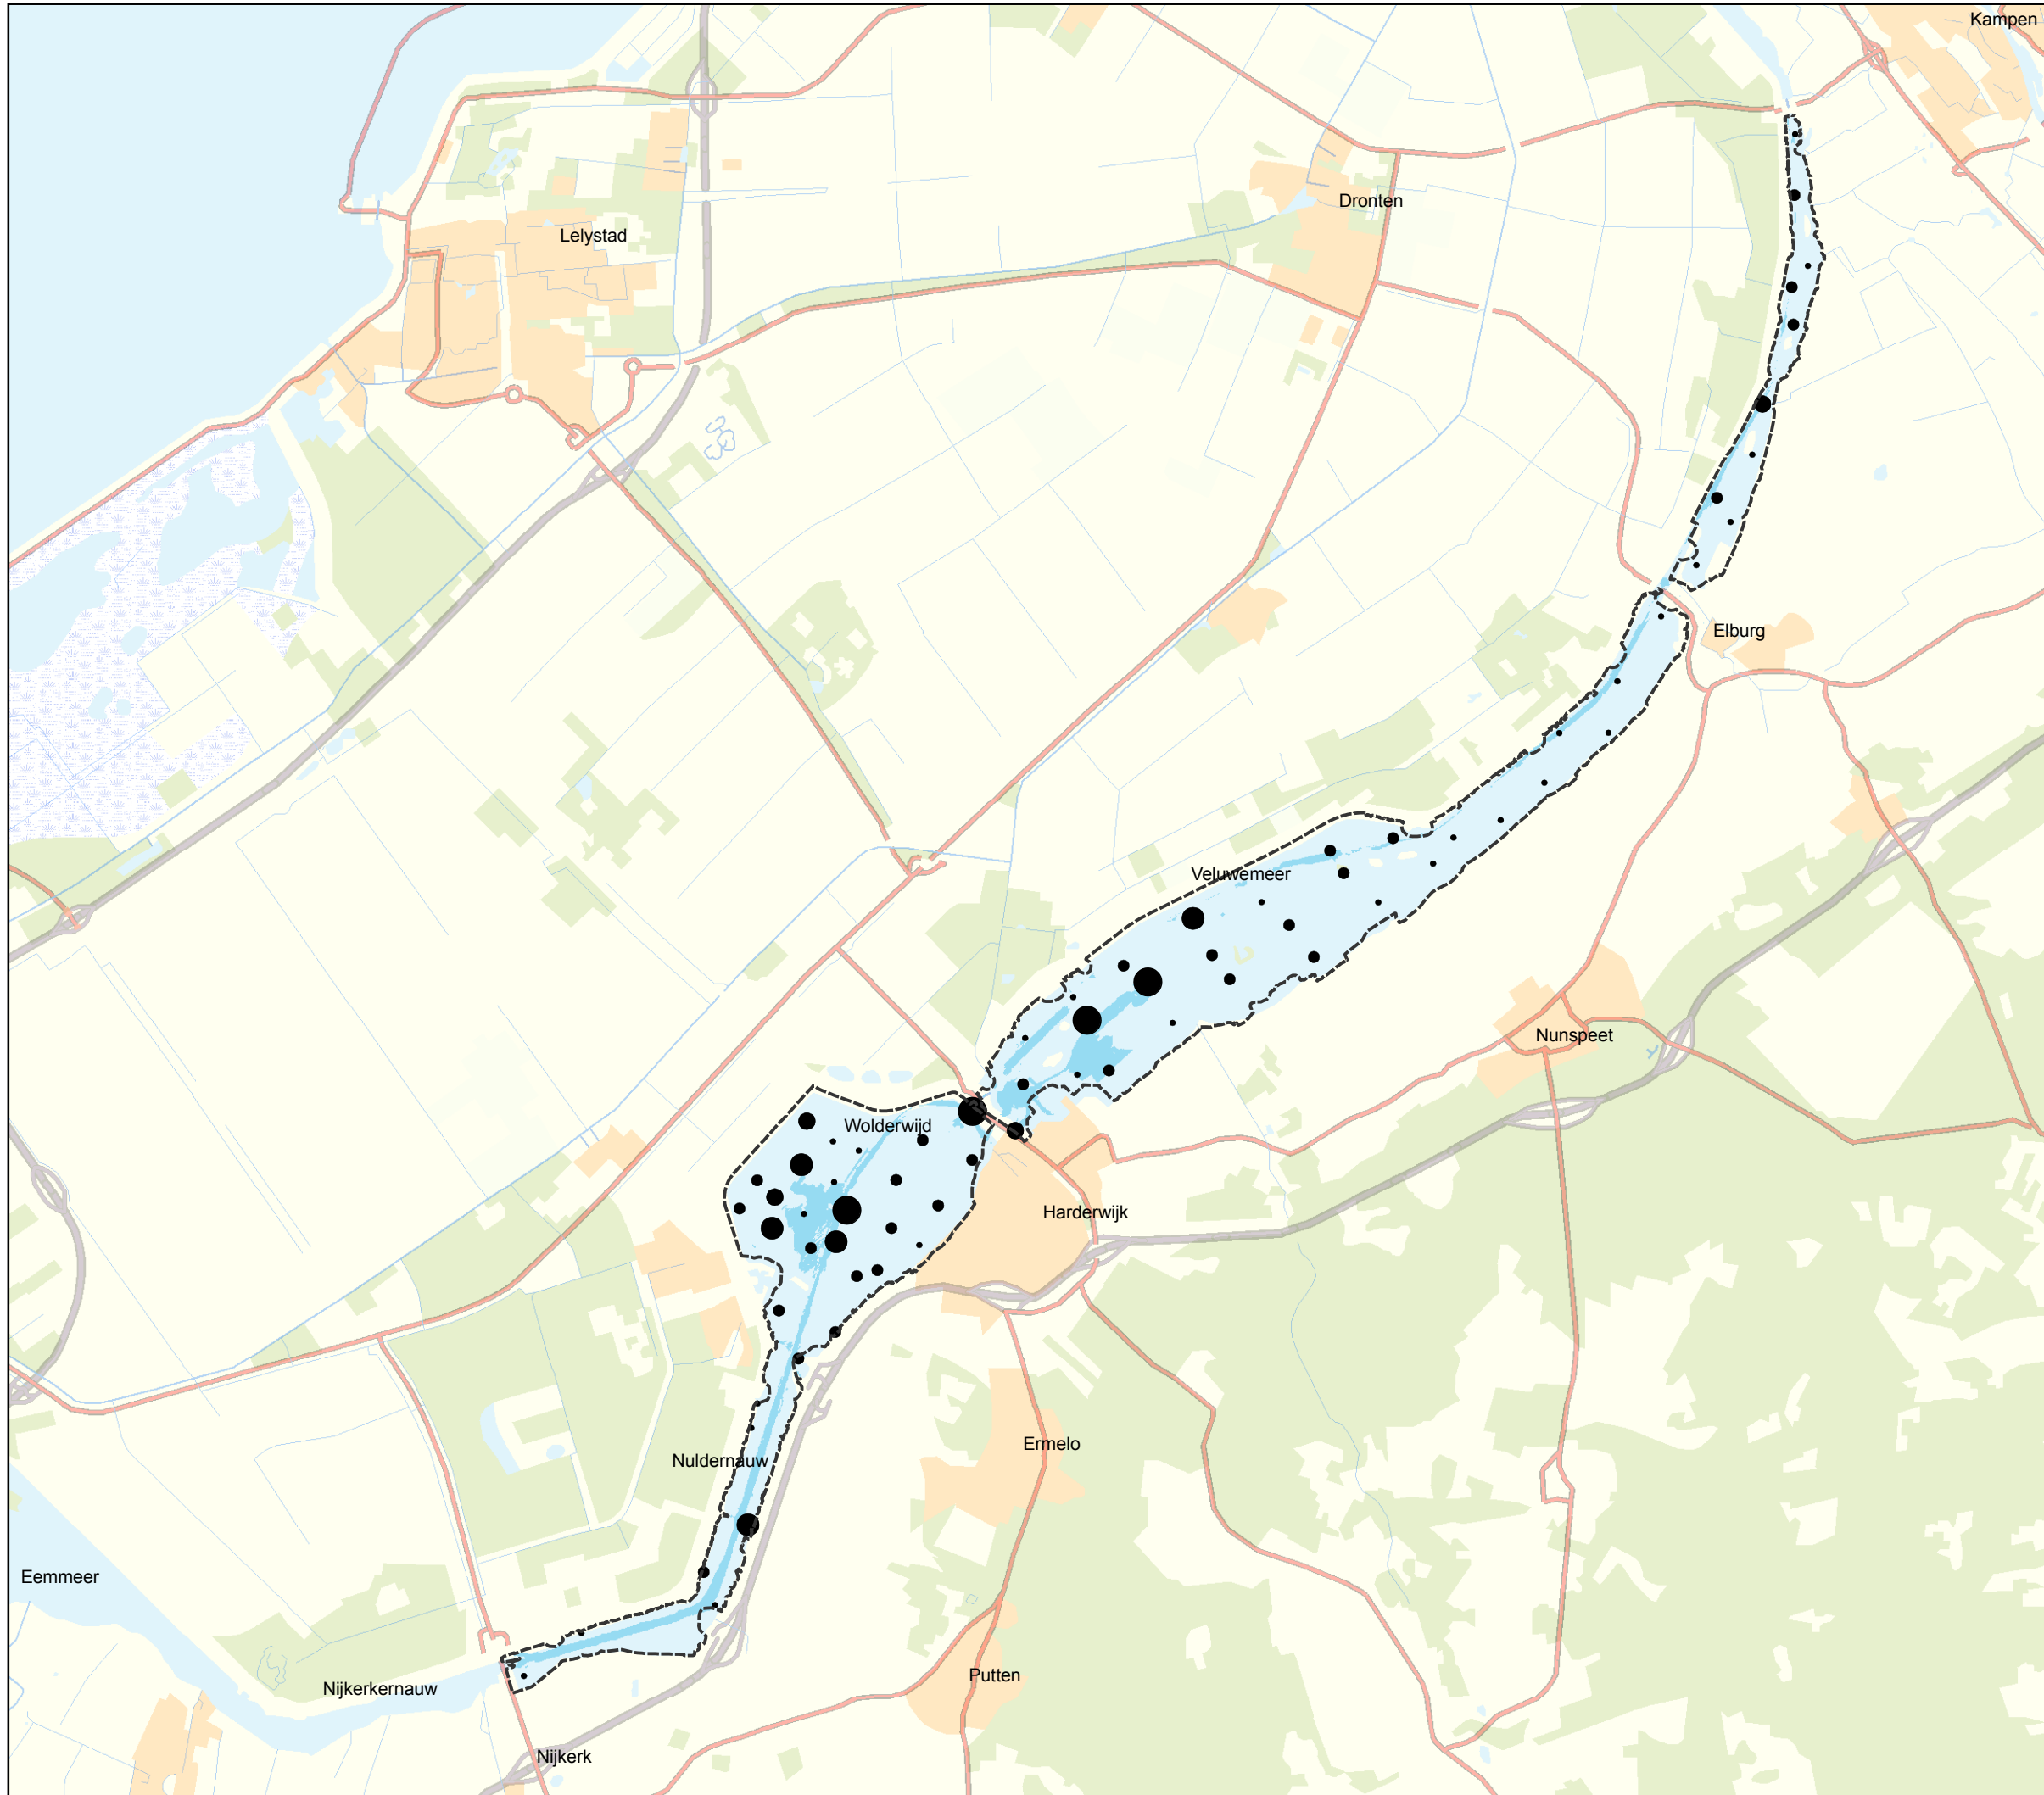 Kampen
Dronten
Lelystad
Elburg
Veluwemeer
Nunspeet
Wolderwijd
Harderwijk
Ermelo
Nuldernauw
Eemmeer
Putten
Nijkerkernauw
Nijkerk